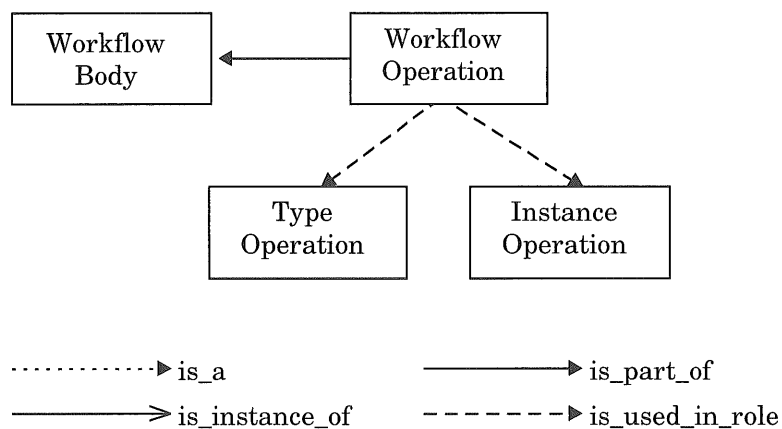 Workflow
Body
Workflow
Operation
Type
Operation
Instance
Operation
is_a
is_part_of
is_instance_of
is_used_in_role